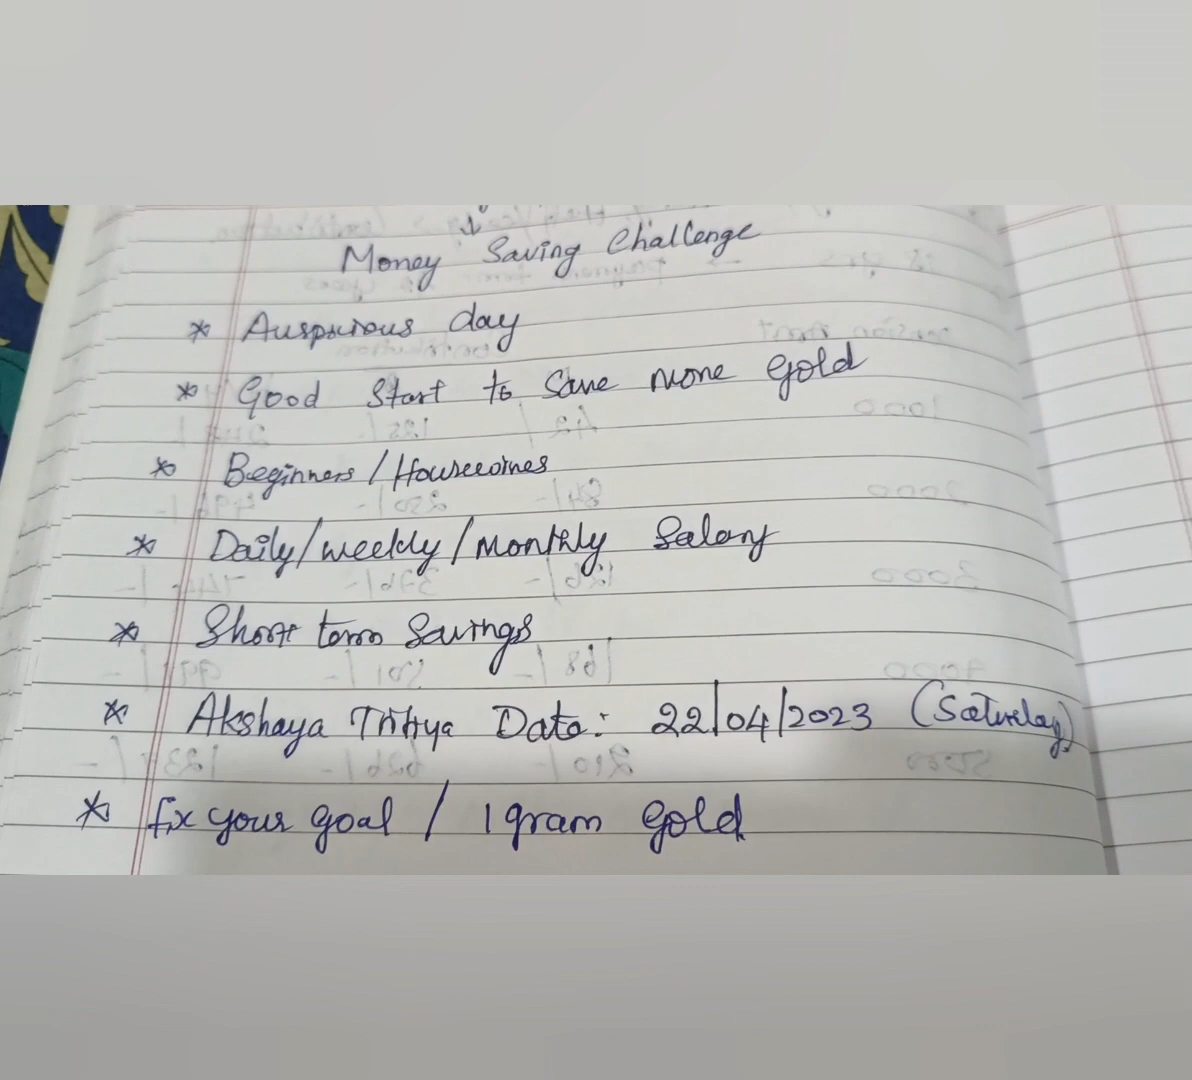 Money Saving Challenge
* Auspicious day
* Good Start to Save more gold
* Beginners / Housewives
* Daily/weekly/monthly Salary
* Short term Savings
* Akshaya Tritiya Date: 22/04/2023 (Saturday)
* fix your goal / 1 gram gold